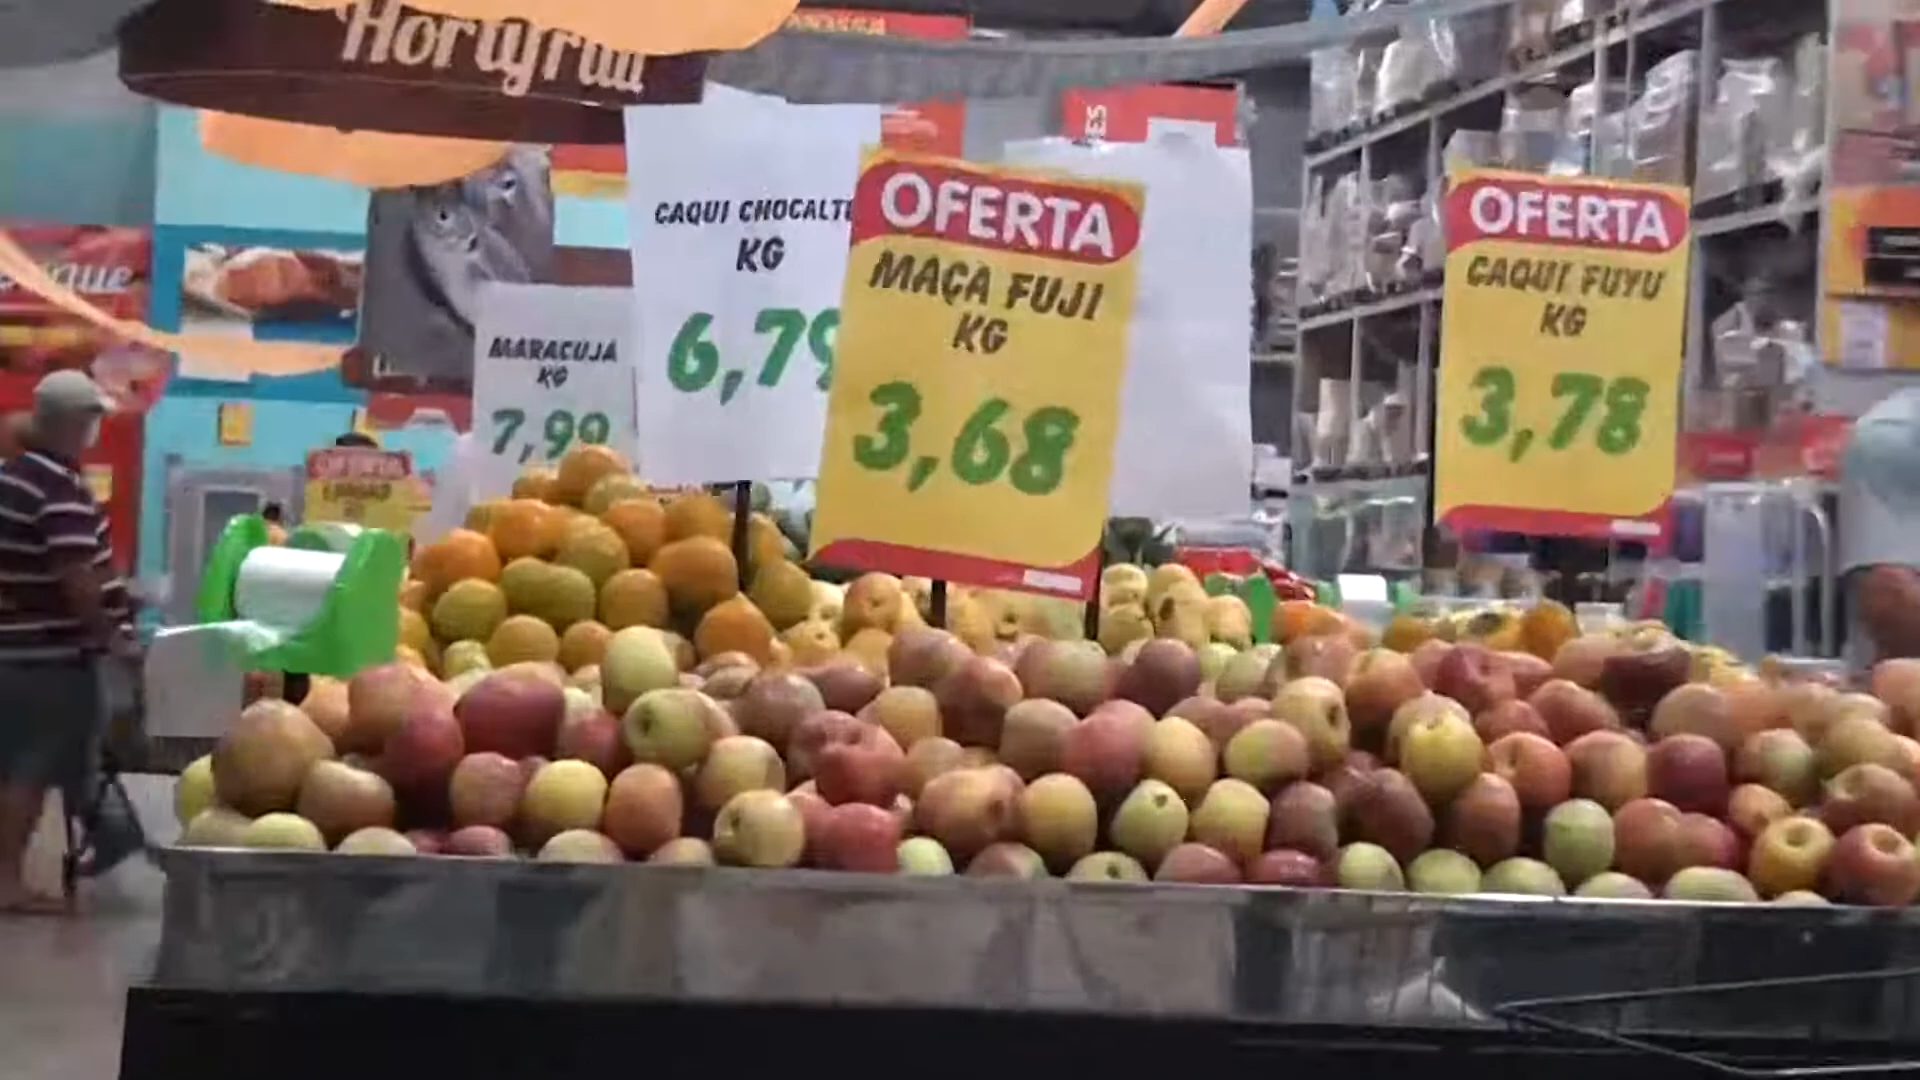 Hortifruti
CAQUI CHOCALTE
KG
6,79
MARACUJA
KG
7,99
OFERTA
MAÇA FUJI
KG
3,68
OFERTA
CAQUI FUYU
KG
3,78
OFERTA